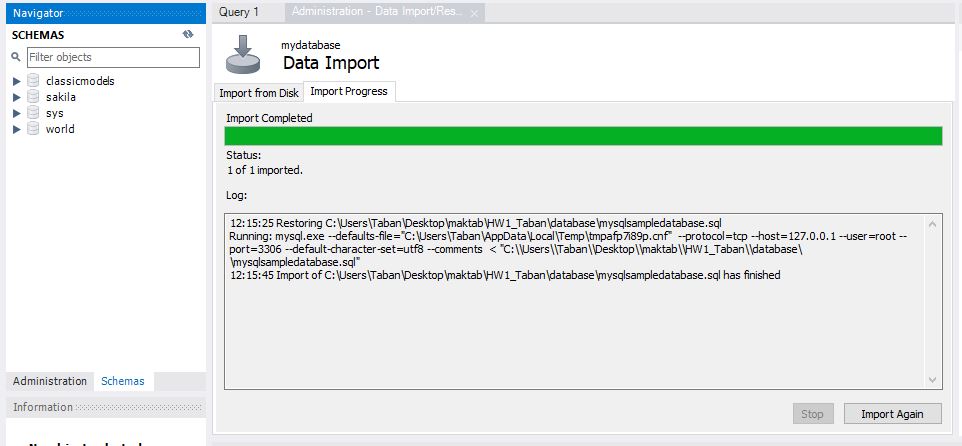 Navigator
SCHEMAS
Filter objects
classicmodels
sakila
sys
world
Administration Schemas
Information
Query 1
Administration - Data Import/Res...
mydatabase
Data Import
Import from Disk
Import Progress
Import Completed
Status:
1 of 1 imported.
Log:
12:15:25 Restoring C:\Users\Taban\Desktop\maktab\HW1_Taban\database\mysqlsampledatabase.sql
Running: mysql.exe --defaults-file="C:\Users\Taban\AppData\Local\Temp\tmpafp7i89p.cnf" --protocol=tcp --host=127.0.0.1 --user=root --
port=3306 --default-character-set=utf8 --comments < "C:\\Users\\Taban\\Desktop\\maktab\\HW1_Taban\\database\
\mysqlsampledatabase.sql"
12:15:45 Import of C:\Users\Taban\Desktop\maktab\HW1_Taban\database\mysqlsampledatabase.sql has finished
Stop
Import Again